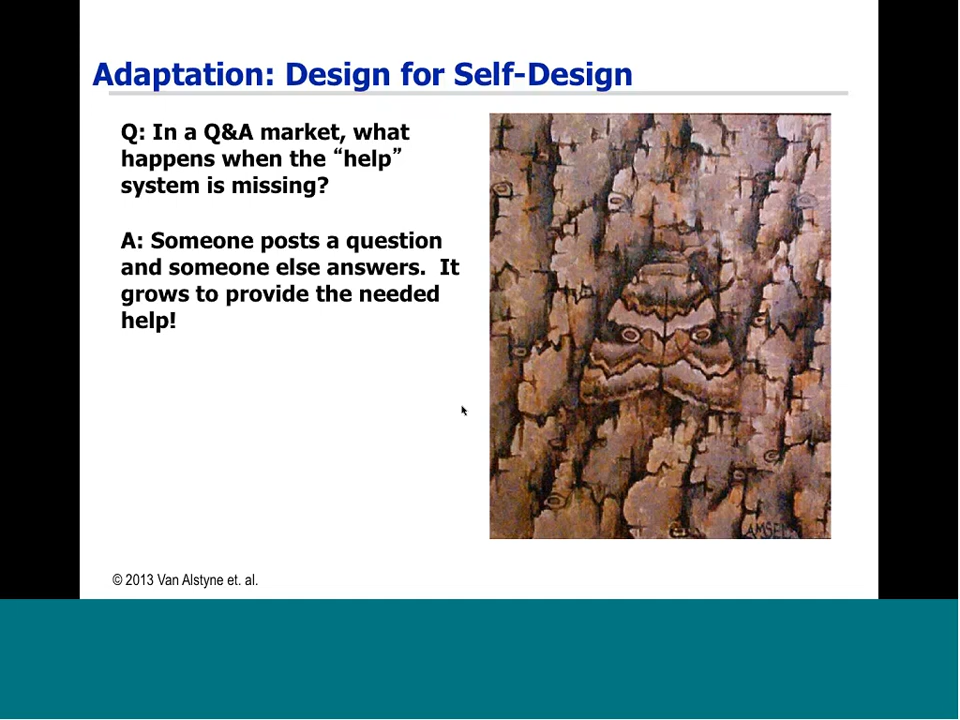 Adaptation: Design for Self-Design
Q: In a Q&A market, what
happens when the “help”
system is missing?
A: Someone posts a question
and someone else answers.  It
grows to provide the needed
help!
© 2013 Van Alstyne et. al.